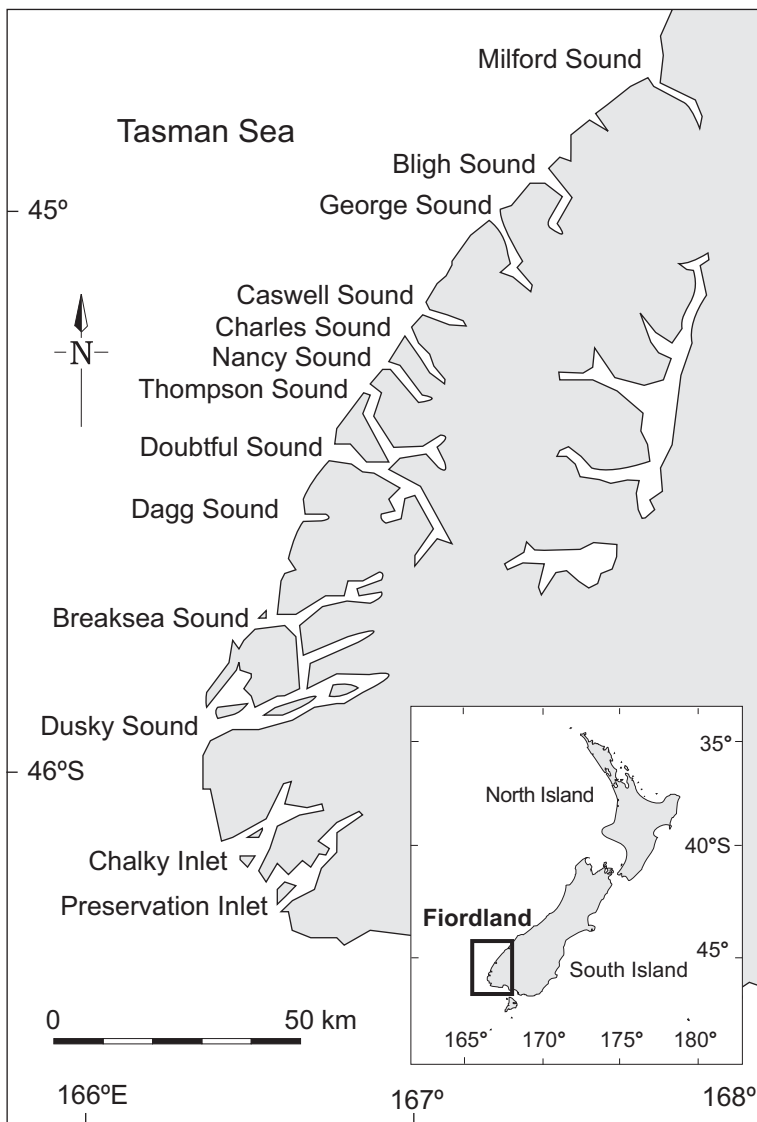 Milford Sound
Tasman Sea
Bligh Sound
George Sound
45º
Caswell Sound
Charles Sound
N
Nancy Sound
Thompson Sound
Doubtful Sound
Dagg Sound
Breaksea Sound
Dusky Sound
46ºS
Chalky Inlet
Preservation Inlet
0 50 km
166ºE 167º 168º
35º
North Island
40ºS
Fiordland
45º
South Island
165º 170º 175º 180º